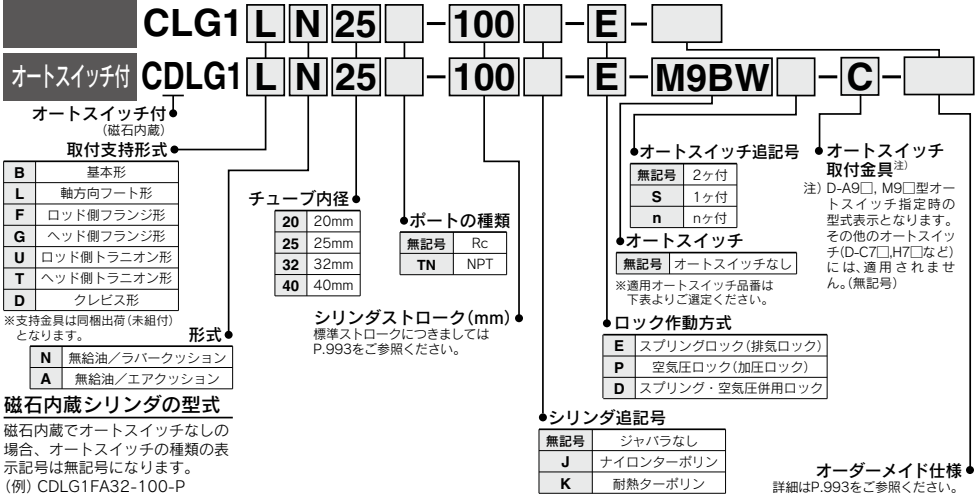 CLG1 L N 25 - 100 - E -
オートスイッチ付 CDLG1 L N 25 - 100 - E - M9BW - C -
オートスイッチ付
(磁石内蔵)
取付支持形式
B 基本形
L 軸方向フート形
F ロッド側フランジ形
G ヘッド側フランジ形
U ロッド側トラニオン形
T ヘッド側トラニオン形
D クレビス形
※支持金具は同梱出荷(未組付)
となります。
形式
N 無給油/ラバークッション
A 無給油/エアクッション
磁石内蔵シリンダの型式
磁石内蔵でオートスイッチなしの
場合、オートスイッチの種類の表
示記号は無記号になります。
(例) CDLG1FA32-100-P
チューブ内径
20 20mm
25 25mm
32 32mm
40 40mm
ポートの種類
無記号 Rc
TN NPT
シリンダストローク(mm)
標準ストロークにつきましては
P.993をご参照ください。
オートスイッチ追記号
無記号 2ヶ付
S 1ヶ付
n nヶ付
オートスイッチ
無記号 オートスイッチなし
※適用オートスイッチ品番は
下表よりご選定ください。
ロック作動方式
E スプリングロック(排気ロック)
P 空気圧ロック(加圧ロック)
D スプリング・空気圧併用ロック
シリンダ追記号
無記号 ジャバラなし
J ナイロンターポリン
K 耐熱ターポリン
オートスイッチ
取付金具注)
注) D-A9□, M9□型オー
トスイッチ指定時の
型式表示となります。
その他のオートスイッ
チ(D-C7□,H7□など)
には、適用されませ
ん。(無記号)
オーダーメイド仕様
詳細はP.993をご参照ください。